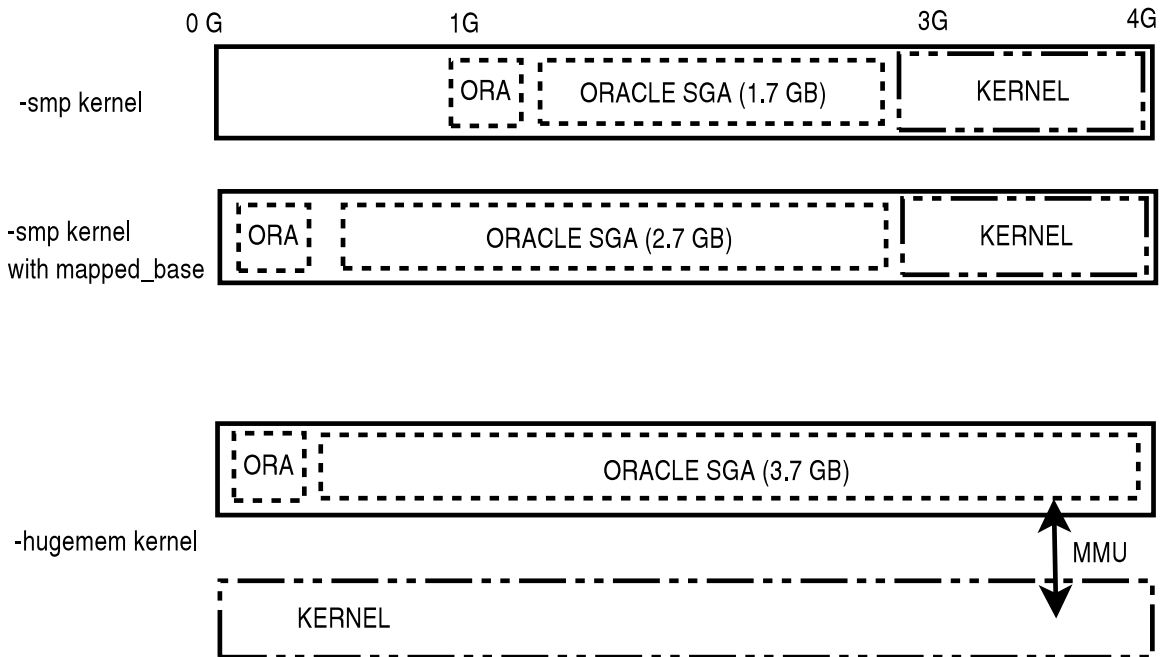 0 G
1G
3G
4G
-smp kernel
ORA
ORACLE SGA (1.7 GB)
KERNEL
-smp kernel
with mapped_base
ORA
ORACLE SGA (2.7 GB)
KERNEL
ORA
ORACLE SGA (3.7 GB)
-hugemem kernel
MMU
KERNEL